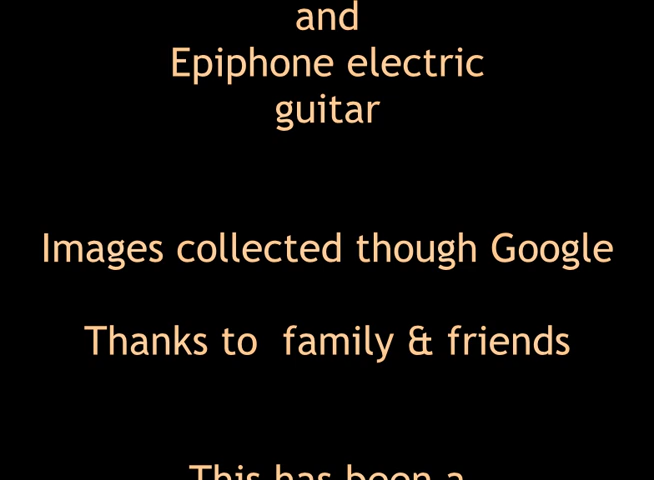 and
Epiphone electric
guitar
Images collected though Google
Thanks to family & friends
This has been a